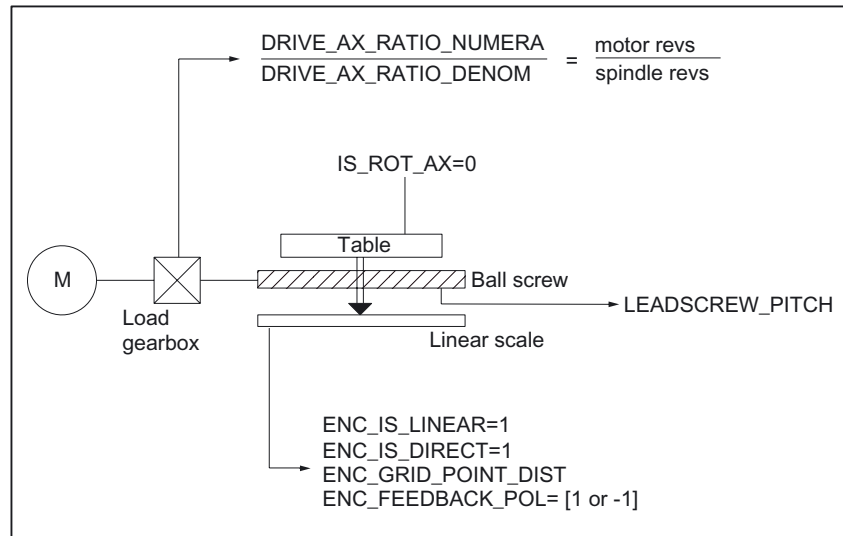 DRIVE_AX_RATIO_NUMERA
DRIVE_AX_RATIO_DENOM
=
motor revs
spindle revs
IS_ROT_AX=0
Table
M
Ball screw
LEADSCREW_PITCH
Load
gearbox
Linear scale
ENC_IS_LINEAR=1
ENC_IS_DIRECT=1
ENC_GRID_POINT_DIST
ENC_FEEDBACK_POL= [1 or -1]